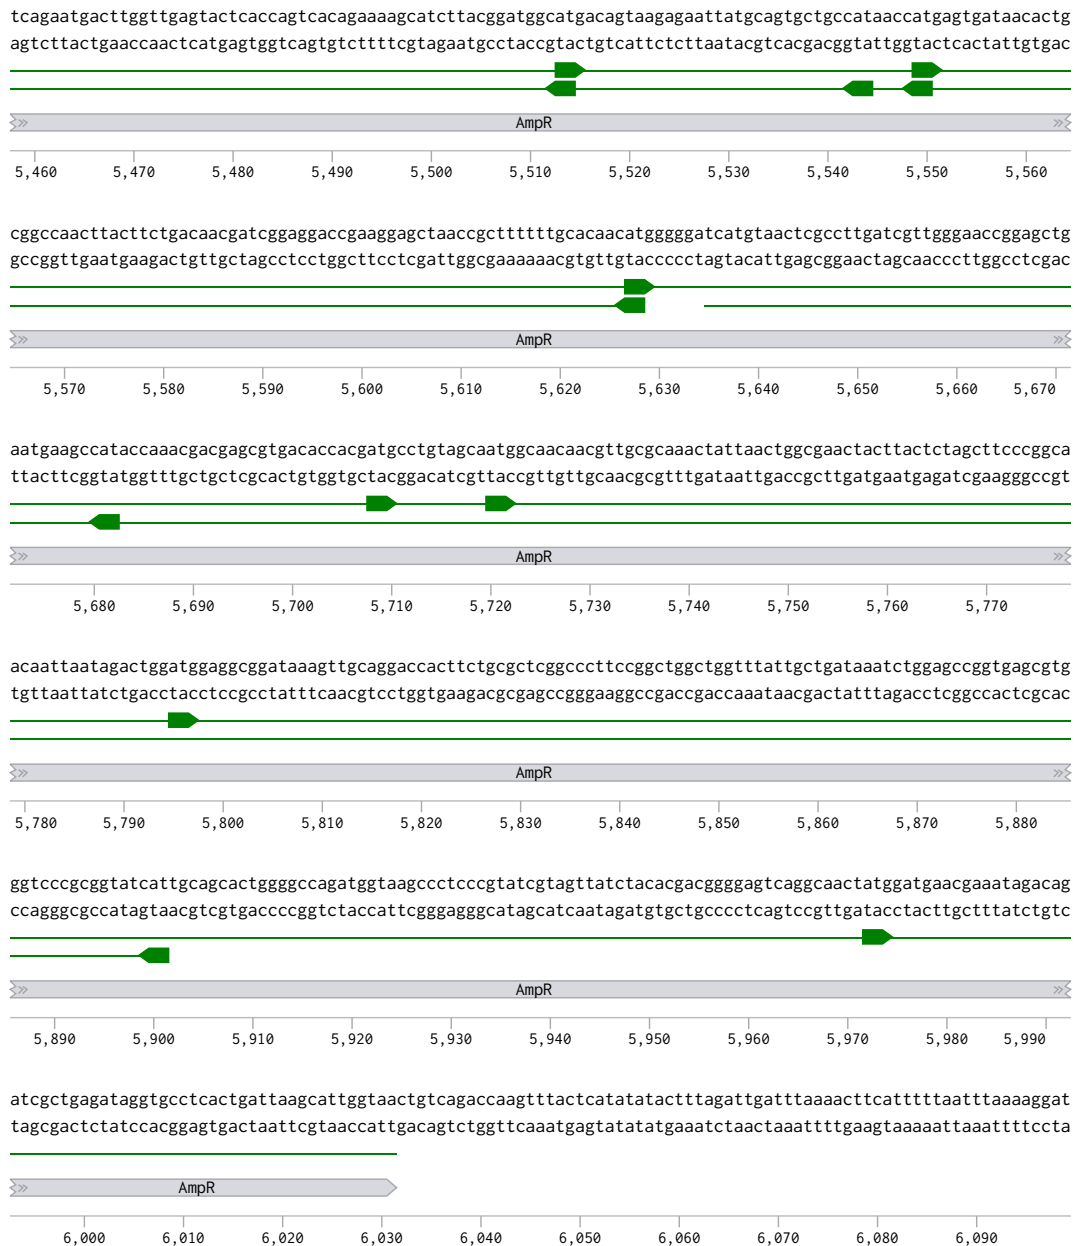 tcagaatgacttggttgagtactcaccagtcacagaaaagcatcttacggatggcatgacagtaagagaattatgcagtgctgccataaccatgagtgataacactg
agtcttactgaaccaactcatgagtggtcagtgtcttttcgtagaatgcctaccgtactgtcattctcttaatacgtcacgacggtattggtactcactattgtgac
AmpR
5,460 5,470 5,480 5,490 5,500 5,510 5,520 5,530 5,540 5,550 5,560
cggccaacttacttctgacaacgatcggaggaccgaaggagctaaccgcttttttgcacaacatgggggatcatgtaactcgccttgatcgttgggaaccggagctg
gccggttgaatgaagactgttgctagcctcctggcttcctcgattggcgaaaaaacgtgttgtaccccctagtacattgagcggaactagcaacccttggcctcgac
AmpR
5,570 5,580 5,590 5,600 5,610 5,620 5,630 5,640 5,650 5,660 5,670
aatgaagccataccaaacgacgagcgtgacaccacgatgcctgtagcaatggcaacaacgttgcgcaaactattaactggcgaactacttactctagcttcccggca
ttacttcggtatggtttgctgctcgcactgtggtgctacggacatcgttaccgttgttgcaacgcgtttgataattgaccgcttgatgaatgagatcgaagggccgt
AmpR
5,680 5,690 5,700 5,710 5,720 5,730 5,740 5,750 5,760 5,770
acaattaatagactggatggaggcggataaagttgcaggaccacttctgcgctcggcccttccggctggctggtttattgctgataaatctggagccggtgagcgtg
tgttaattatctgacctacctccgcctatttcaacgtcctggtgaagacgcgagccgggaaggccgaccgaccaaataacgactatttagacctcggccactcgcac
AmpR
5,780 5,790 5,800 5,810 5,820 5,830 5,840 5,850 5,860 5,870 5,880
ggtcccgcggtatcattgcagcactggggccagatggtaagccctcccgtatcgtagttatctacacgacggggagtcaggcaactatggatgaacgaaatagacag
ccagggcgccatagtaacgtcgtgaccccggtctaccattcgggagggcatagcatcaatagatgtgctgcccctcagtccgttgatacctacttgctttatctgtc
AmpR
5,890 5,900 5,910 5,920 5,930 5,940 5,950 5,960 5,970 5,980 5,990
atcgctgagataggtgcctcactgattaagcattggtaactgtcagaccaagtttactcatatatactttagattgatttaaaacttcatttttaatttaaaaggat
tagcgactctatccacggagtgactaattcgtaaccattgacagtctggttcaaatgagtatatatgaaatctaactaaattttgaagtaaaaattaaattttccta
AmpR
6,000 6,010 6,020 6,030 6,040 6,050 6,060 6,070 6,080 6,090